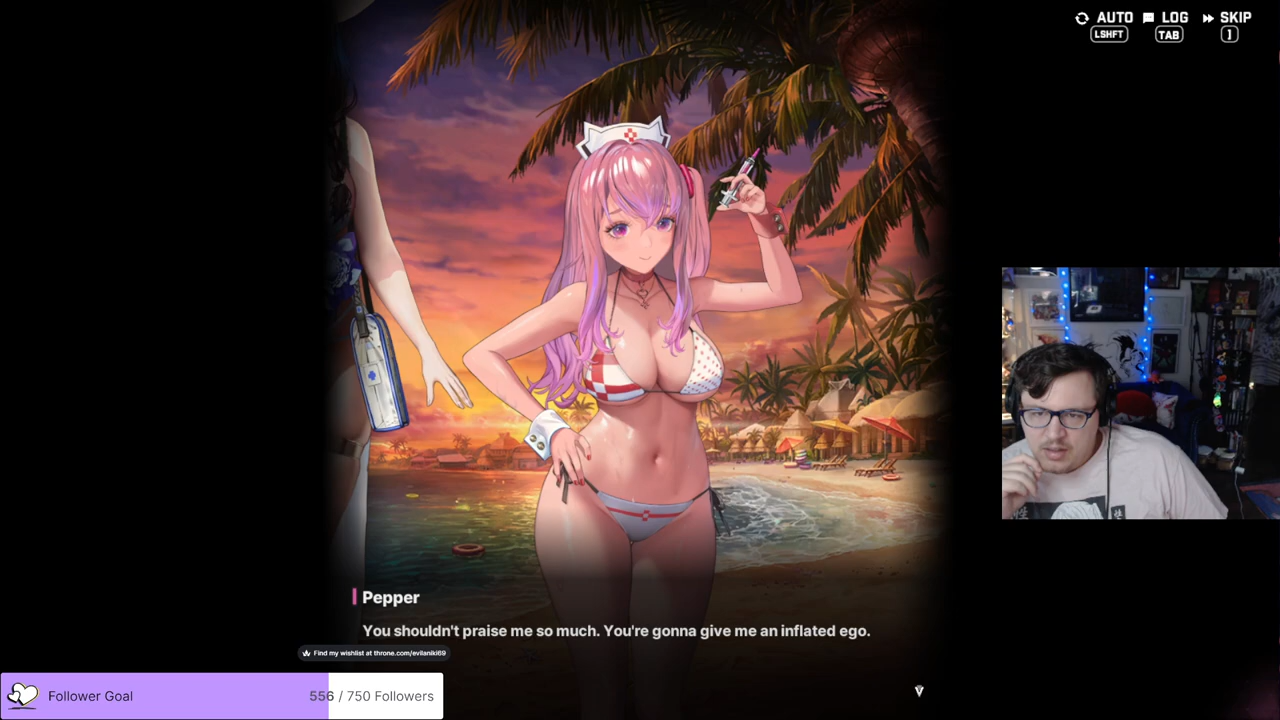 AUTO LOG SKIP
LSHFT TAB ]
Pepper
You shouldn't praise me so much. You're gonna give me an inflated ego.
Find my wishlist at throne.com/evilaniki69
Follower Goal 556 / 750 Followers